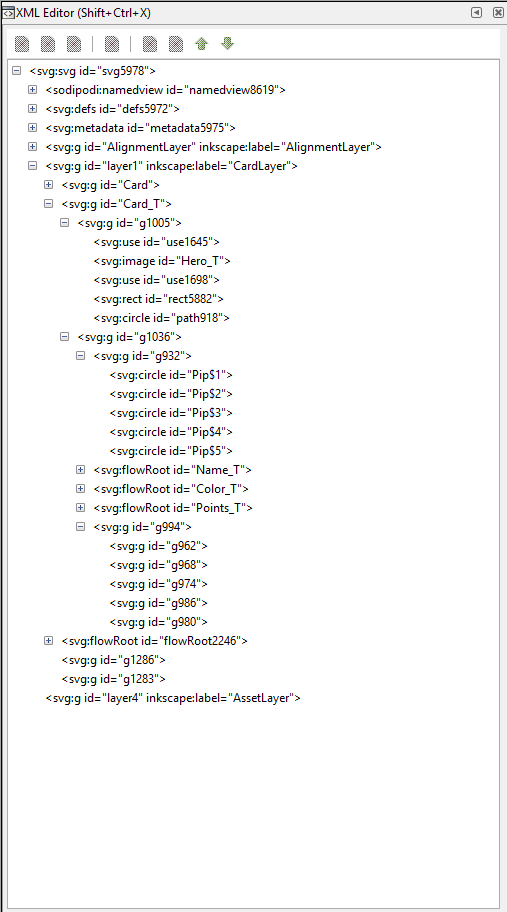 XML Editor (Shift+Ctrl+X)
<svg:svg id="svg5978">
<sodipodi:namedview id="namedview8619">
<svg:defs id="defs5972">
<svg:metadata id="metadata5975">
<svg:g id="AlignmentLayer" inkscape:label="AlignmentLayer">
<svg:g id="layer1" inkscape:label="CardLayer">
<svg:g id="Card">
<svg:g id="Card_T">
<svg:g id="g1005">
<svg:use id="use1645">
<svg:image id="Hero_T">
<svg:use id="use1698">
<svg:rect id="rect5882">
<svg:circle id="path918">
<svg:g id="g1036">
<svg:g id="g932">
<svg:circle id="Pip$1">
<svg:circle id="Pip$2">
<svg:circle id="Pip$3">
<svg:circle id="Pip$4">
<svg:circle id="Pip$5">
<svg:flowRoot id="Name_T">
<svg:flowRoot id="Color_T">
<svg:flowRoot id="Points_T">
<svg:g id="g994">
<svg:g id="g962">
<svg:g id="g968">
<svg:g id="g974">
<svg:g id="g986">
<svg:g id="g980">
<svg:flowRoot id="flowRoot2246">
<svg:g id="g1286">
<svg:g id="g1283">
<svg:g id="layer4" inkscape:label="AssetLayer">